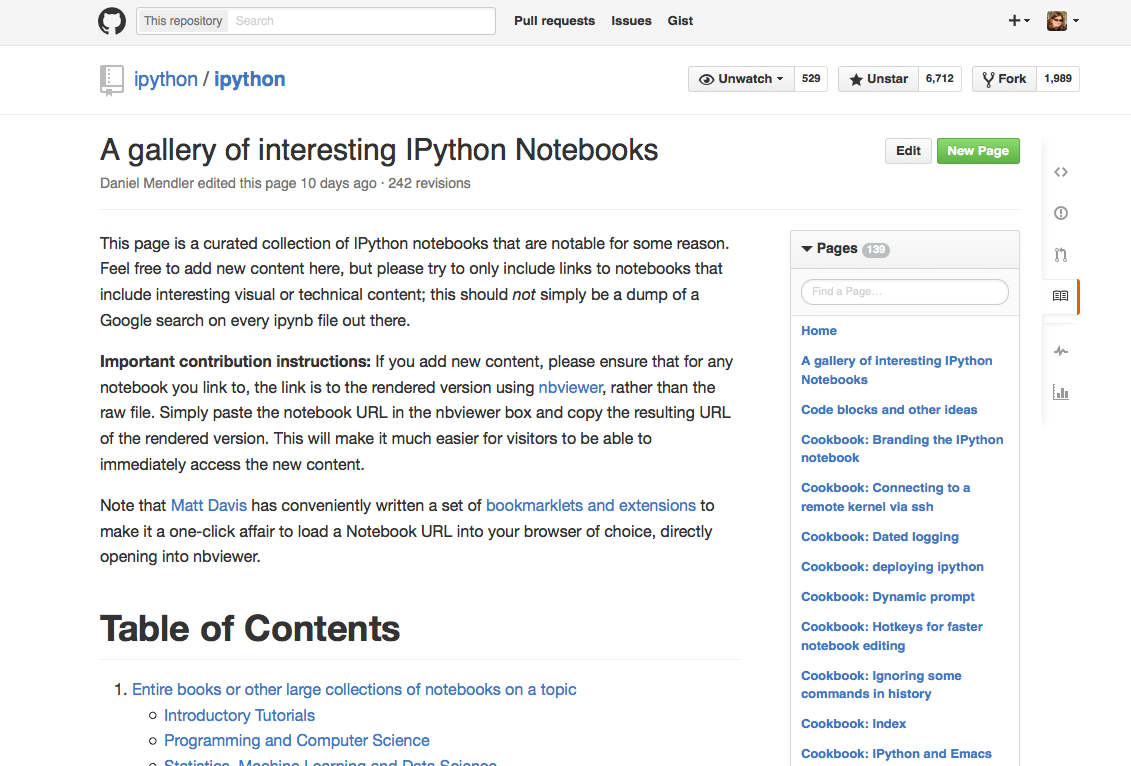 This repository Search Pull requests Issues Gist
ipython / ipython
Unwatch 529 Unstar 6,712 Fork 1,989
A gallery of interesting IPython Notebooks
Edit New Page
Daniel Mendler edited this page 10 days ago · 242 revisions
This page is a curated collection of IPython notebooks that are notable for some reason.
Feel free to add new content here, but please try to only include links to notebooks that
include interesting visual or technical content; this should not simply be a dump of a
Google search on every ipynb file out there.
Important contribution instructions: If you add new content, please ensure that for any
notebook you link to, the link is to the rendered version using nbviewer, rather than the
raw file. Simply paste the notebook URL in the nbviewer box and copy the resulting URL
of the rendered version. This will make it much easier for visitors to be able to
immediately access the new content.
Note that Matt Davis has conveniently written a set of bookmarklets and extensions to
make it a one-click affair to load a Notebook URL into your browser of choice, directly
opening into nbviewer.
Table of Contents
1. Entire books or other large collections of notebooks on a topic
Introductory Tutorials
Programming and Computer Science
Statistics, Machine Learning and Data Science
Pages 139
Find a Page…
Home
A gallery of interesting IPython
Notebooks
Code blocks and other ideas
Cookbook: Branding the IPython
notebook
Cookbook: Connecting to a
remote kernel via ssh
Cookbook: Dated logging
Cookbook: deploying ipython
Cookbook: Dynamic prompt
Cookbook: Hotkeys for faster
notebook editing
Cookbook: Ignoring some
commands in history
Cookbook: Index
Cookbook: IPython and Emacs